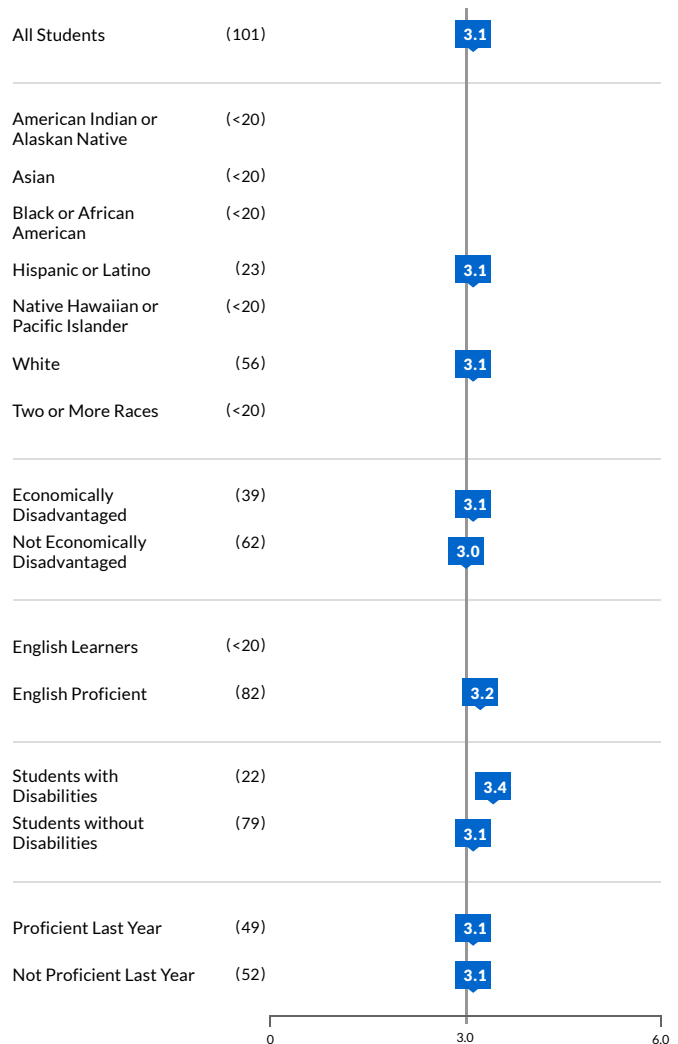 All Students (101) 3.1
American Indian or (<20)
Alaskan Native
Asian (<20)
Black or African (<20)
American
Hispanic or Latino (23) 3.1
Native Hawaiian or (<20)
Pacific Islander
White (56) 3.1
Two or More Races (<20)
Economically (39) 3.1
Disadvantaged
Not Economically (62) 3.0
Disadvantaged
English Learners (<20)
English Proficient (82) 3.2
Students with (22) 3.4
Disabilities
Students without (79) 3.1
Disabilities
Proficient Last Year (49) 3.1
Not Proficient Last Year (52) 3.1
0 3.0 6.0